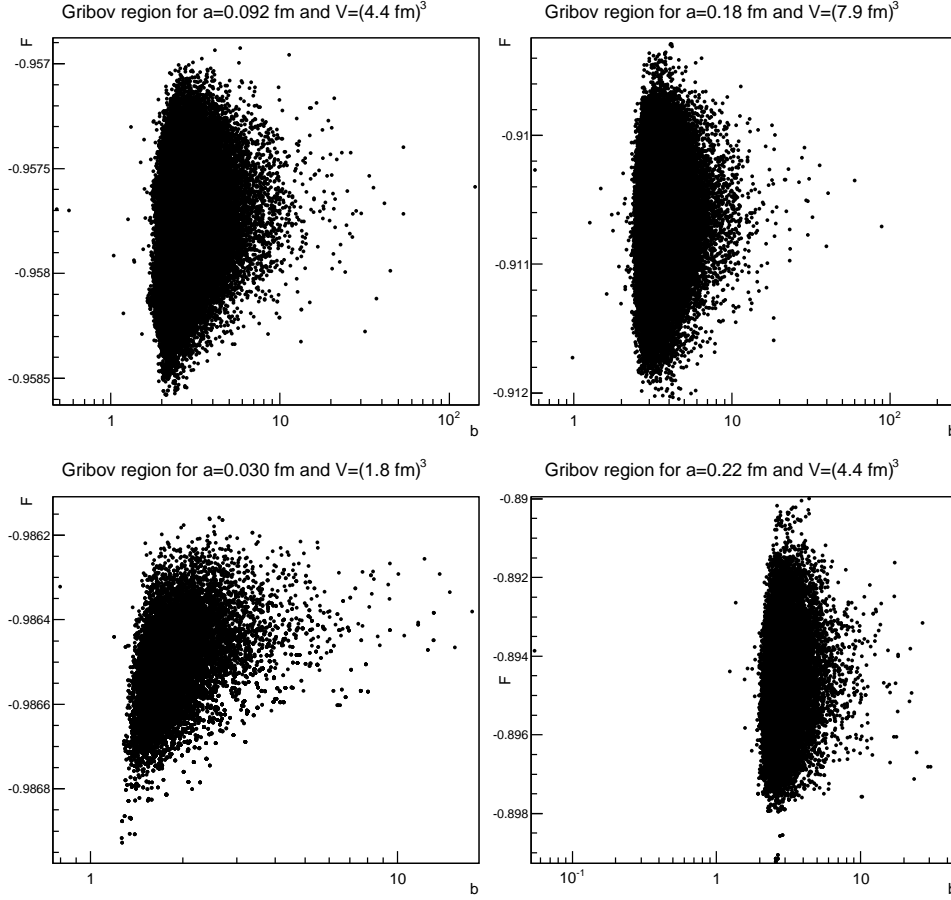 Gribov region for a=0.092 fm and V=(4.4 fm)³
F
-0.957
-0.9575
-0.958
-0.9585
1
10
10²
b
Gribov region for a=0.18 fm and V=(7.9 fm)³
F
-0.91
-0.911
-0.912
1
10
10²
b
Gribov region for a=0.030 fm and V=(1.8 fm)³
F
-0.9862
-0.9864
-0.9866
-0.9868
1
10
b
Gribov region for a=0.22 fm and V=(4.4 fm)³
F
-0.89
-0.892
-0.894
-0.896
-0.898
10⁻¹
1
10
b